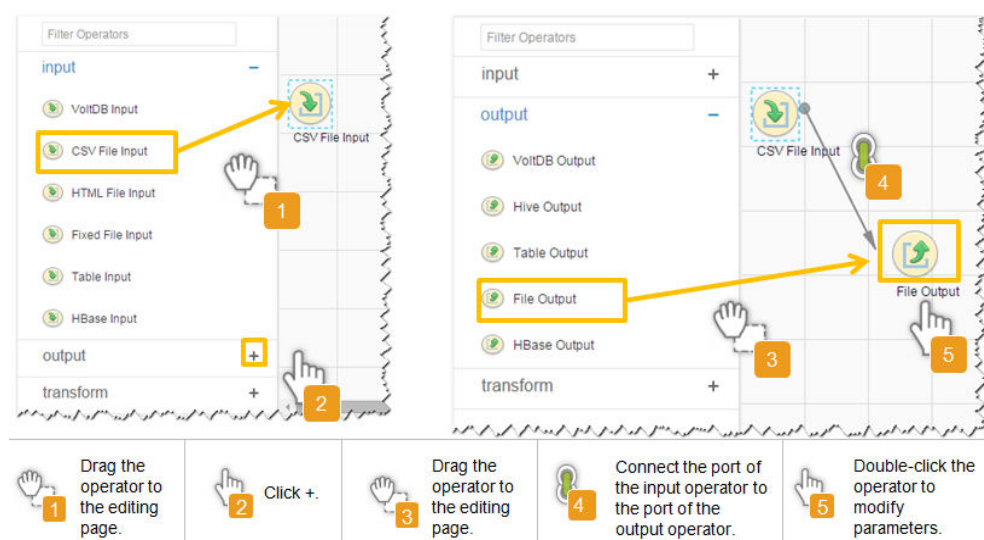 Filter Operators
input −
VoltDB Input
CSV File Input
HTML File Input
Fixed File Input
Table Input
HBase Input
output +
transform +
CSV File Input
1
2
Filter Operators
input +
output −
VoltDB Output
Hive Output
Table Output
File Output
HBase Output
transform +
CSV File Input
4
File Output
3
5
1
Drag the
operator to
the editing
page.
2
Click +.
3
Drag the
operator to
the editing
page.
4
Connect the port of
the input operator to
the port of the
output operator.
5
Double-click the
operator to
modify
parameters.